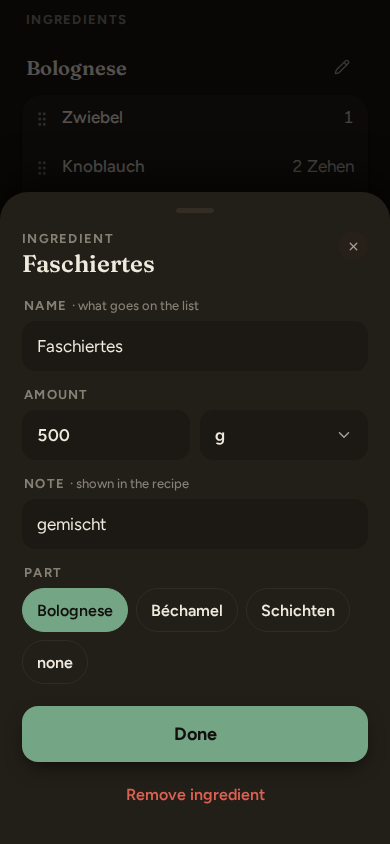 INGREDIENTS
Bolognese
Zwiebel 1
Knoblauch 2 Zehen
INGREDIENT
Faschiertes
NAME · what goes on the list
Faschiertes
AMOUNT
500 g
NOTE · shown in the recipe
gemischt
PART
Bolognese Béchamel Schichten
none
Done
Remove ingredient